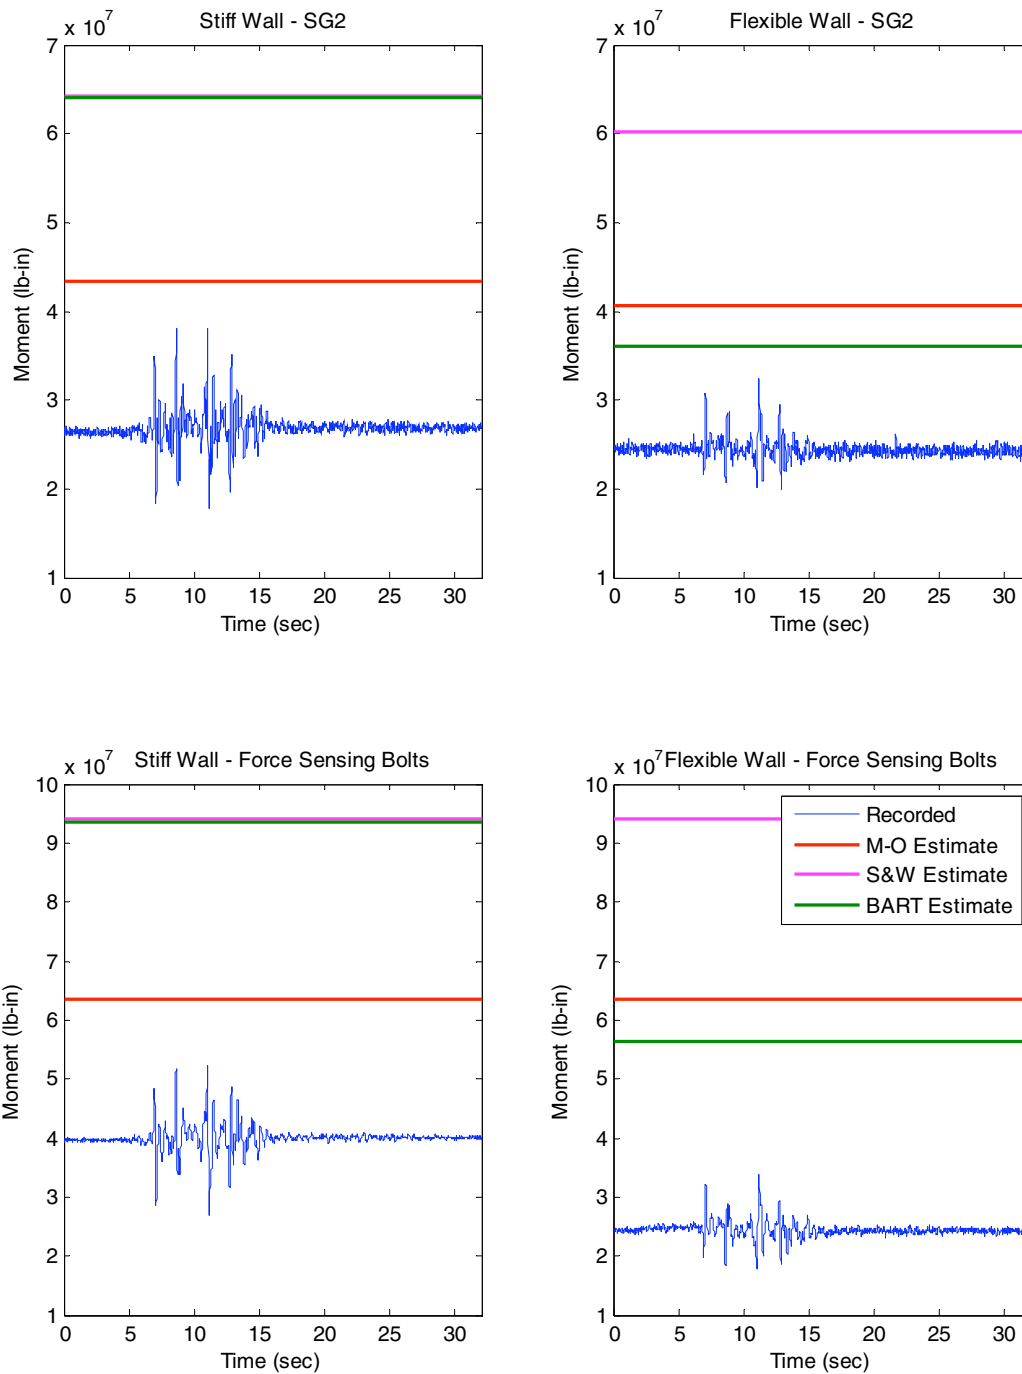 x 10^7
Stiff Wall - SG2
7
6
5
4
3
2
1
Moment (lb-in)
0 5 10 15 20 25 30
Time (sec)
x 10^7
Flexible Wall - SG2
7
6
5
4
3
2
1
Moment (lb-in)
0 5 10 15 20 25 30
Time (sec)
x 10^7
Stiff Wall - Force Sensing Bolts
10
9
8
7
6
5
4
3
2
1
Moment (lb-in)
0 5 10 15 20 25 30
Time (sec)
x 10^7
Flexible Wall - Force Sensing Bolts
10
9
8
7
6
5
4
3
2
1
Moment (lb-in)
0 5 10 15 20 25 30
Time (sec)
Recorded
M-O Estimate
S&W Estimate
BART Estimate